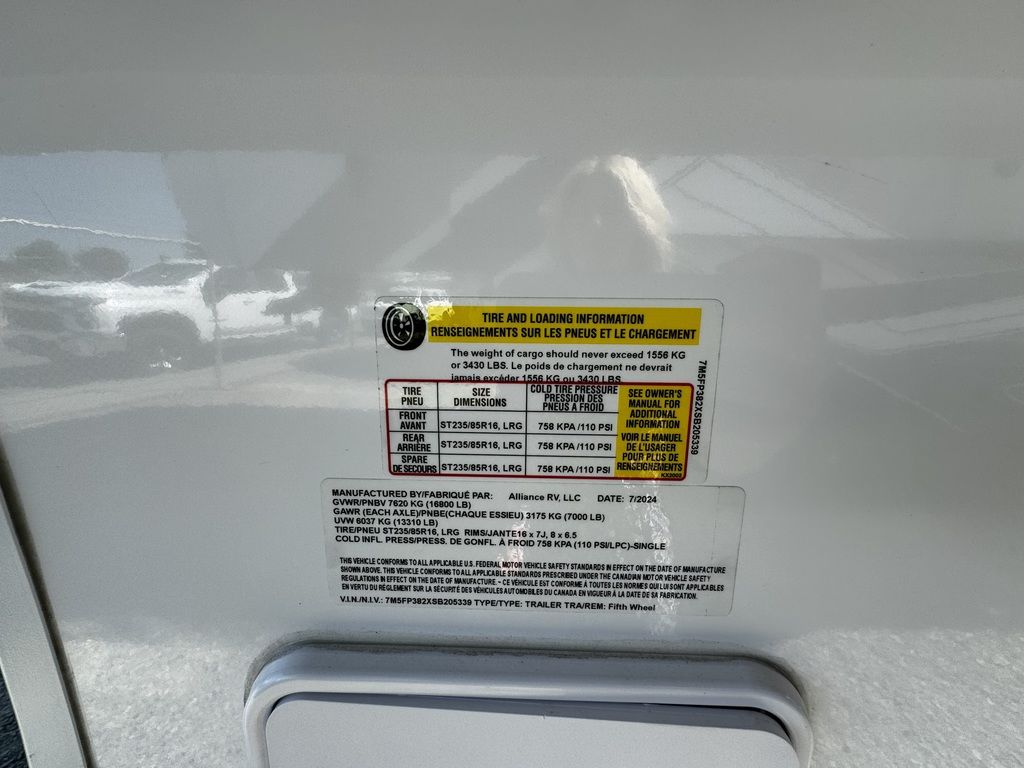 TIRE AND LOADING INFORMATION
RENSEIGNEMENTS SUR LES PNEUS ET LE CHARGEMENT
The weight of cargo should never exceed 1556 KG
or 3430 LBS. Le poids de chargement ne devrait
jamais excéder 1556 KG ou 3430 LBS
TIRE
PNEU
SIZE
DIMENSIONS
COLD TIRE PRESSURE
PRESSION DES
PNEUS A FROID
SEE OWNER'S
MANUAL FOR
ADDITIONAL
INFORMATION
VOIR LE MANUEL
DE L'USAGER
POUR PLUS DE
RENSEIGNEMENTS
KX2002
FRONT
AVANT
ST235/85R16, LRG
758 KPA /110 PSI
REAR
ARRIÈRE
ST235/85R16, LRG
758 KPA /110 PSI
SPARE
DE SECOURS
ST235/85R16, LRG
758 KPA /110 PSI
7M5FP382XSB205339
MANUFACTURED BY/FABRIQUÉ PAR: Alliance RV, LLC DATE: 7/2024
GVWR/PNBV 7620 KG (16800 LB)
GAWR (EACH AXLE)/PNBE(CHAQUE ESSIEU) 3175 KG (7000 LB)
UVW 6037 KG (13310 LB)
TIRE/PNEU ST235/85R16, LRG RIMS/JANTE16 x 7J, 8 x 6.5
COLD INFL. PRESS/PRESS. DE GONFL. À FROID 758 KPA (110 PSI/LPC)-SINGLE
THIS VEHICLE CONFORMS TO ALL APPLICABLE U.S. FEDERAL MOTOR VEHICLE SAFETY STANDARDS IN EFFECT ON THE DATE OF MANUFACTURE
SHOWN ABOVE. THIS VEHICLE CONFORMS TO ALL APPLICABLE STANDARDS PRESCRIBED UNDER THE CANADIAN MOTOR VEHICLE SAFETY
REGULATIONS IN EFFECT ON THE DATE OF MANUFACTURE. - CE VÉHICULE EST CONFORME À TOUTES LES NORMES QUI LUI SONT APPLICABLES
EN VERTU DU RÈGLEMENT SUR LA SÉCURITÉ DES VÉHICULES AUTOMOBILES DU CANADA EN VIGUEUR À LA DATE DE SA FABRICATION.
V.I.N./N.I.V.: 7M5FP382XSB205339 TYPE/TYPE: TRAILER TRA/REM: Fifth Wheel